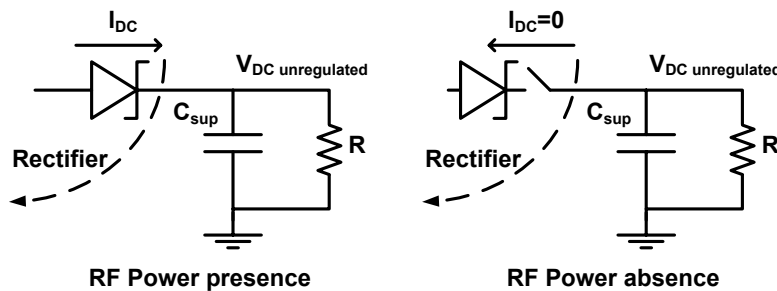 I_DC
V_DC unregulated
C_sup
R
Rectifier
RF Power presence
I_DC=0
V_DC unregulated
C_sup
R
Rectifier
RF Power absence